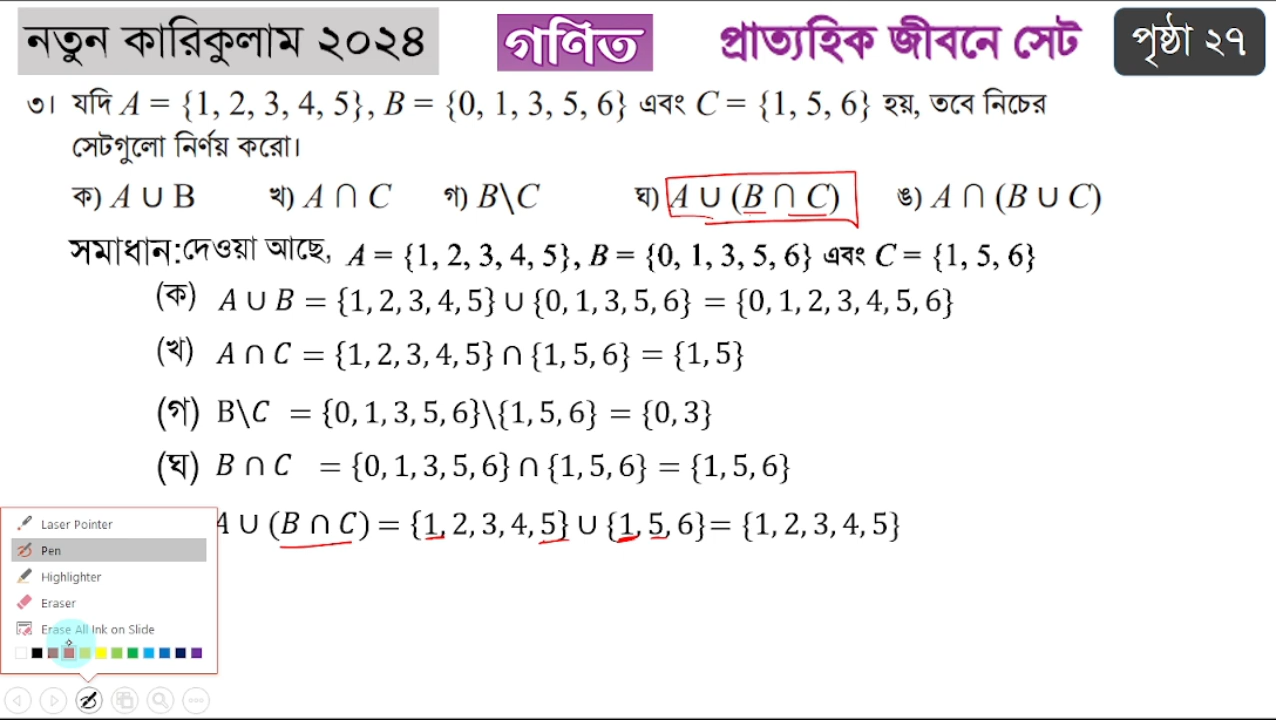 নতুন কারিকুলাম ২০২৪ গণিত প্রাত্যহিক জীবনে সেট পৃষ্ঠা ২৭
৩। যদি A = {1, 2, 3, 4, 5}, B = {0, 1, 3, 5, 6} এবং C = {1, 5, 6} হয়, তবে নিচের
সেটগুলো নির্ণয় করো।
ক) A ∪ B খ) A ∩ C গ) B\C ঘ) A ∪ (B ∩ C) ঙ) A ∩ (B ∪ C)
সমাধান:দেওয়া আছে, A = {1, 2, 3, 4, 5}, B = {0, 1, 3, 5, 6} এবং C = {1, 5, 6}
(ক) A ∪ B = {1, 2, 3, 4, 5} ∪ {0, 1, 3, 5, 6} = {0, 1, 2, 3, 4, 5, 6}
(খ) A ∩ C = {1, 2, 3, 4, 5} ∩ {1, 5, 6} = {1, 5}
(গ) B\C = {0, 1, 3, 5, 6}\{1, 5, 6} = {0, 3}
(ঘ) B ∩ C = {0, 1, 3, 5, 6} ∩ {1, 5, 6} = {1, 5, 6}
A ∪ (B ∩ C) = {1, 2, 3, 4, 5} ∪ {1, 5, 6}= {1, 2, 3, 4, 5}
Laser Pointer
Pen
Highlighter
Eraser
Erase All Ink on Slide